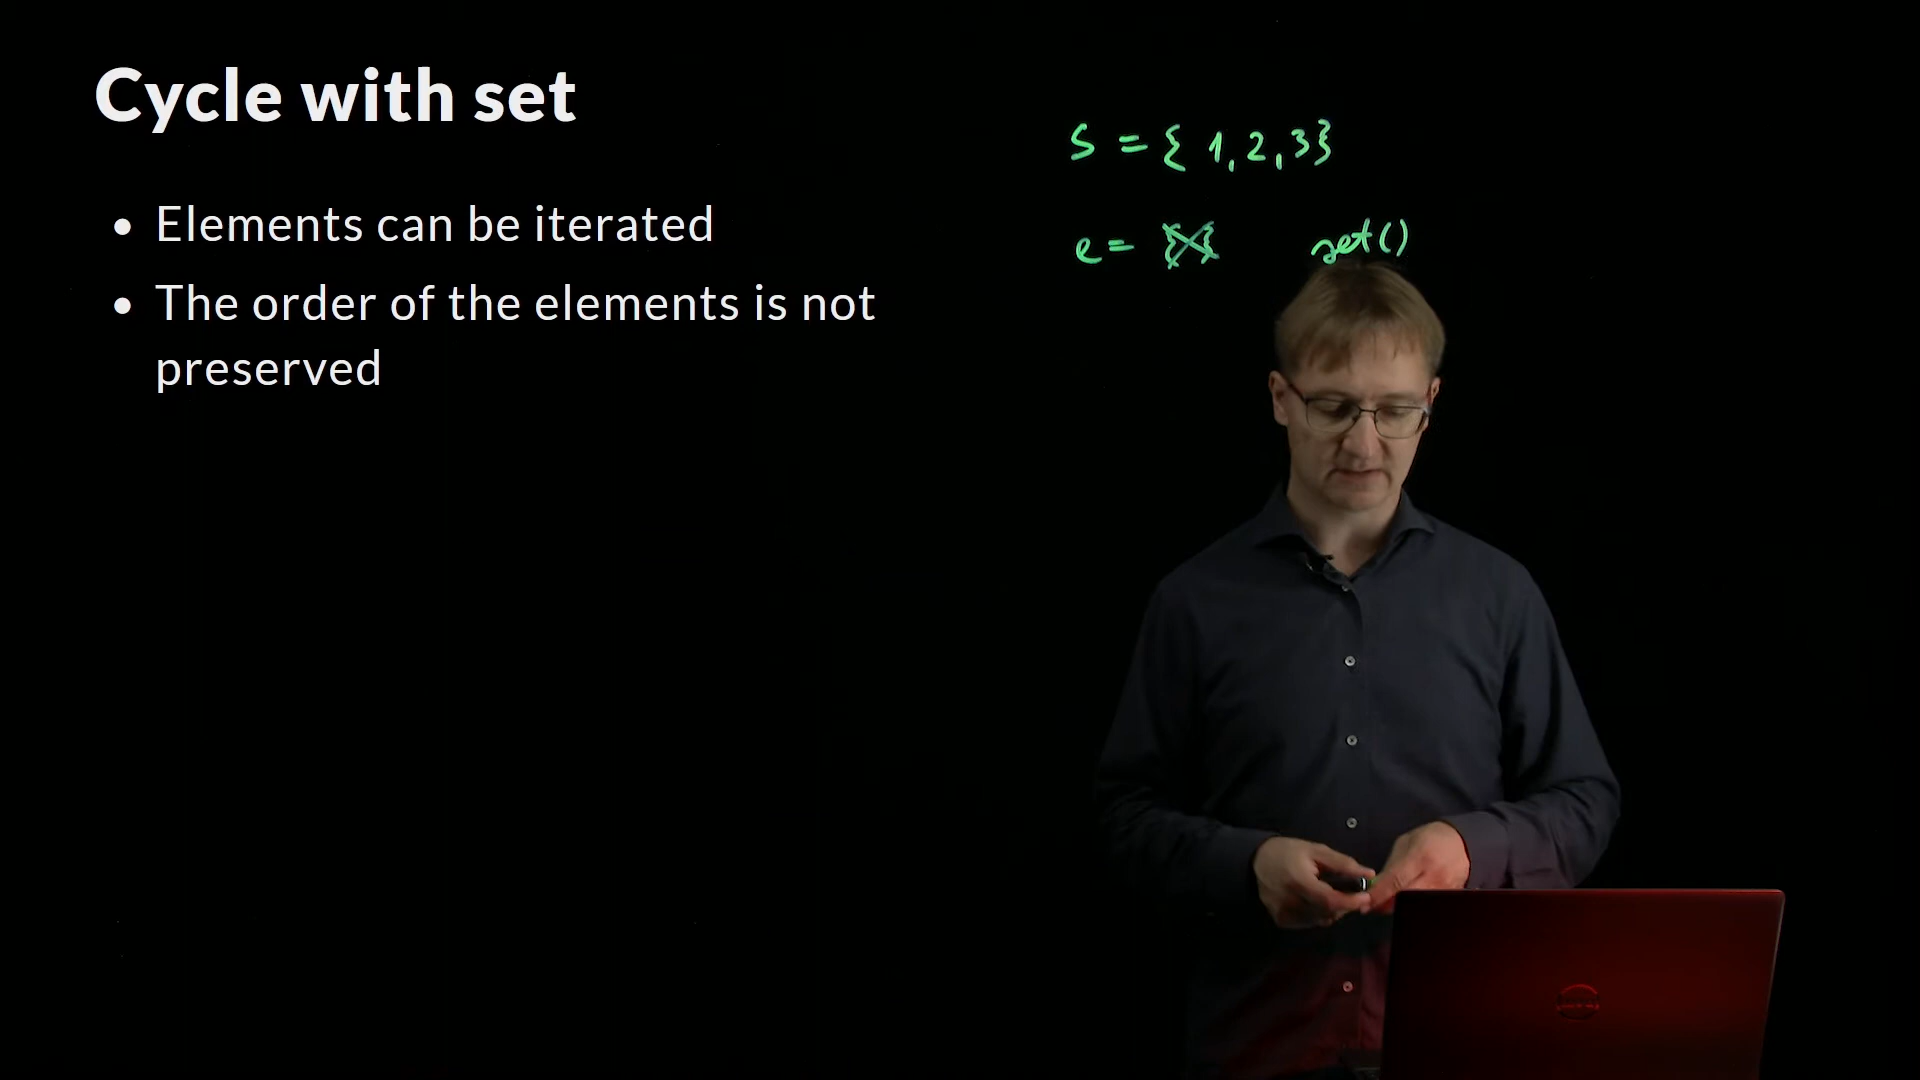 Cycle with set
• Elements can be iterated
• The order of the elements is not
preserved
S = { 1, 2, 3 }
e = set()